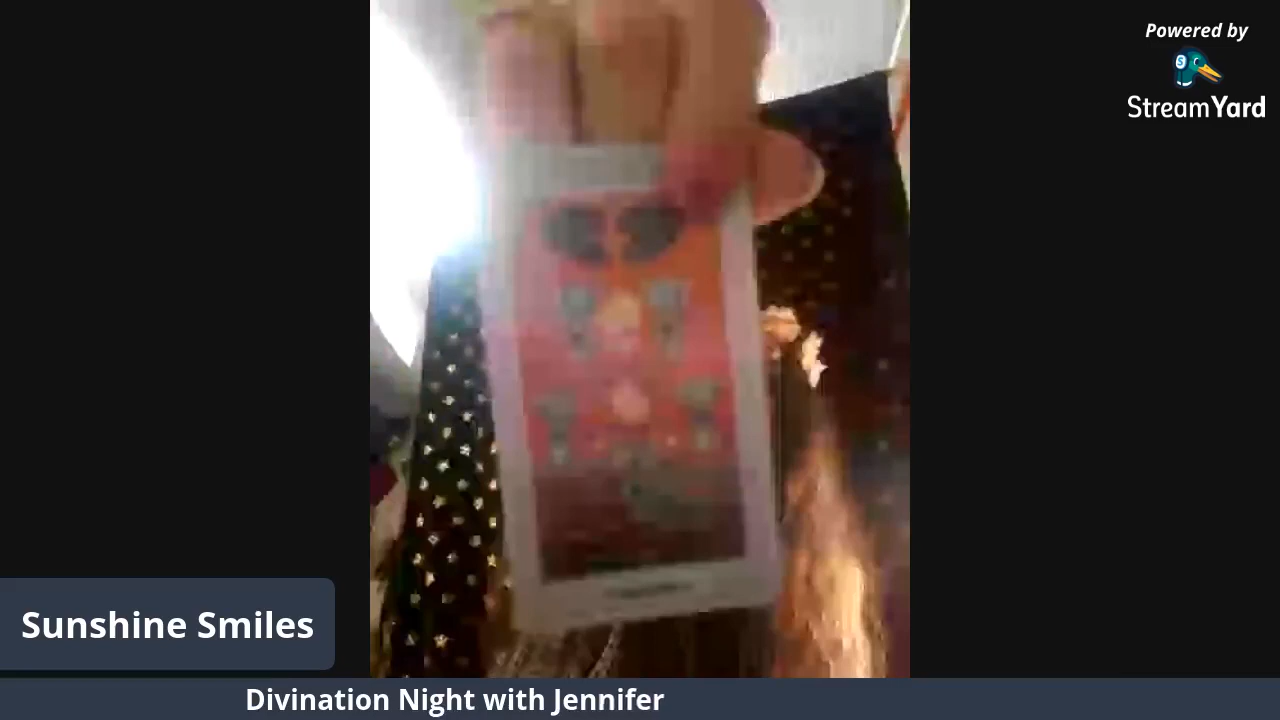 Powered by
StreamYard
Sunshine Smiles
Divination Night with Jennifer